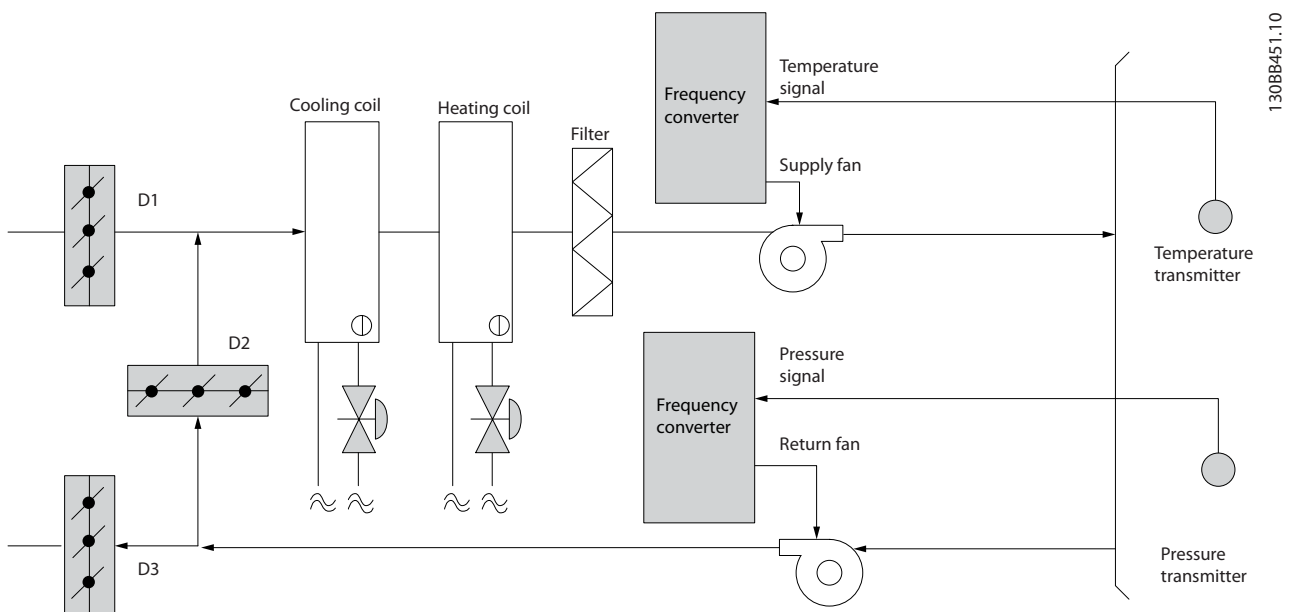 130BB451.10
Temperature
signal
Frequency
converter
Cooling coil
Heating coil
Filter
Supply fan
D1
Temperature
transmitter
D2
Pressure
signal
Frequency
converter
Return fan
D3
Pressure
transmitter